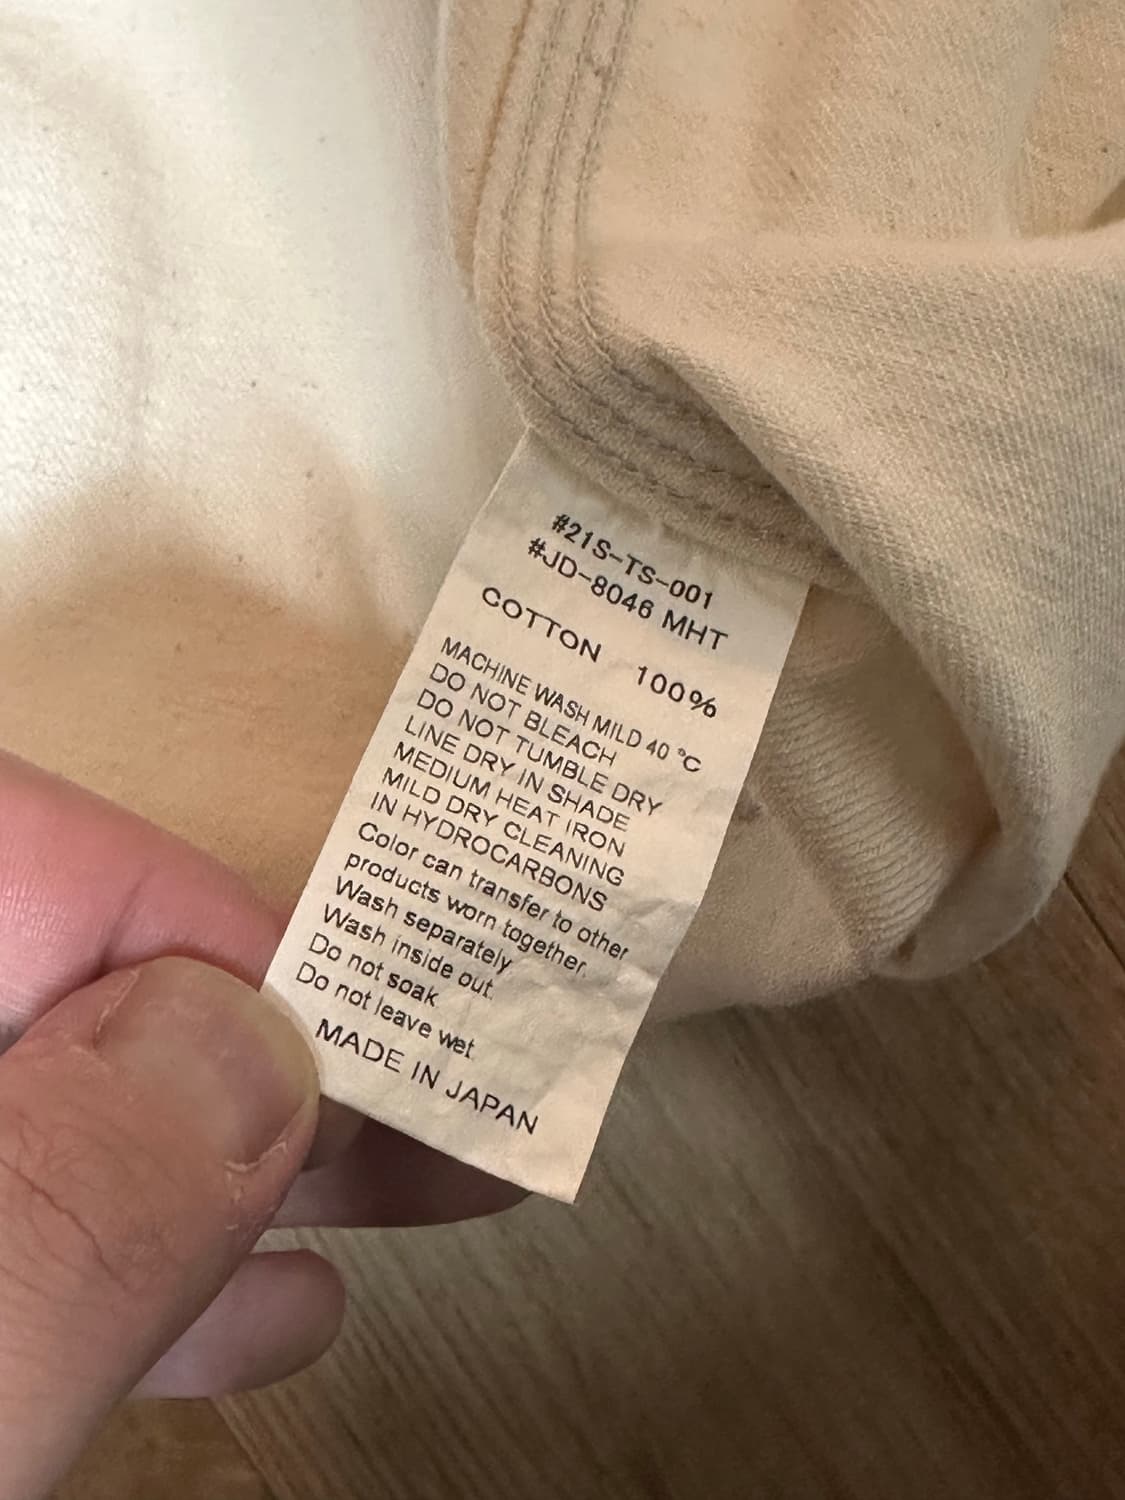 #21S-TS-001
#JD-8046 MHT
COTTON 100%
MACHINE WASH MILD 40 °C
DO NOT BLEACH
DO NOT TUMBLE DRY
LINE DRY IN SHADE
MEDIUM HEAT IRON
MILD DRY CLEANING
IN HYDROCARBONS
Color can transfer to other
products worn together.
Wash separately
Wash inside out.
Do not soak
Do not leave wet
MADE IN JAPAN